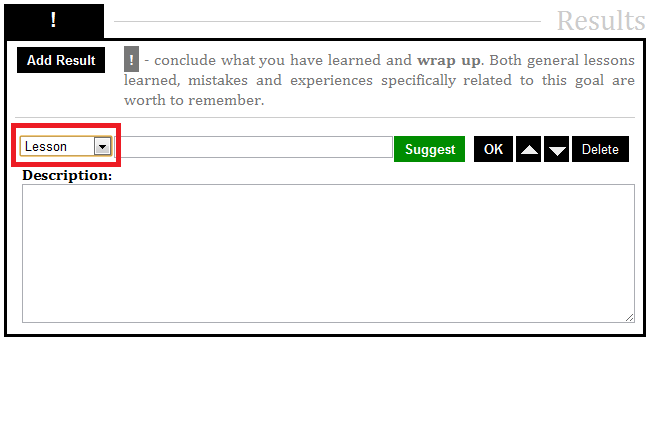 !
Results
Add Result
! - conclude what you have learned and wrap up. Both general lessons
learned, mistakes and experiences specifically related to this goal are
worth to remember.
Lesson
Suggest
OK
Delete
Description: